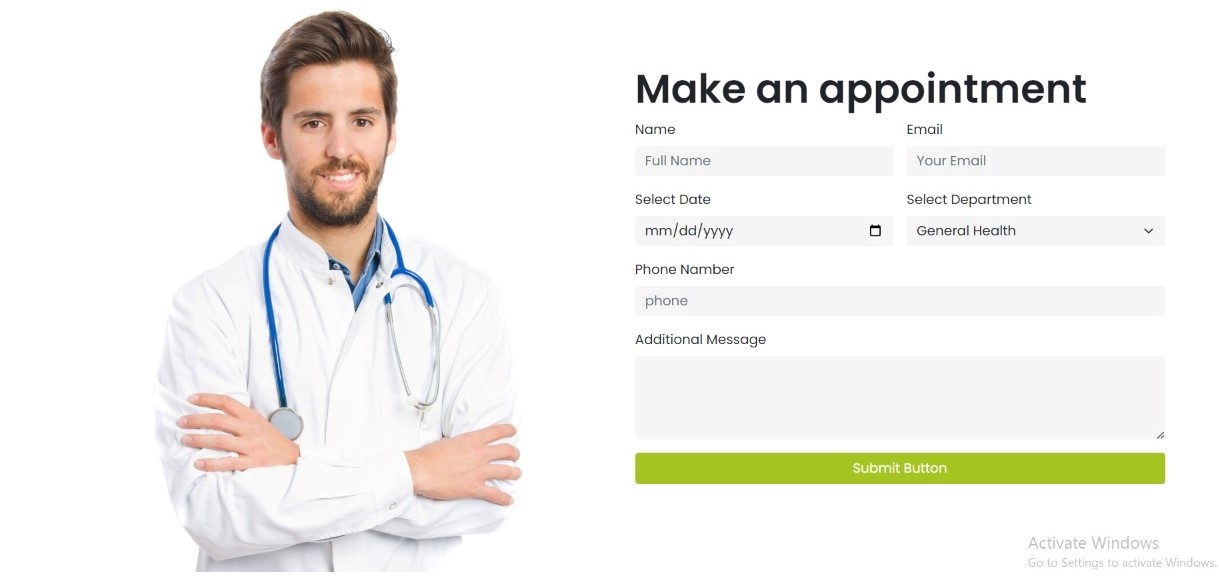 Make an appointment
Name
Email
Full Name
Your Email
Select Date
Select Department
mm/dd/yyyy
General Health
Phone Namber
phone
Additional Message
Submit Button
Activate Windows
Go to Settings to activate Windows.